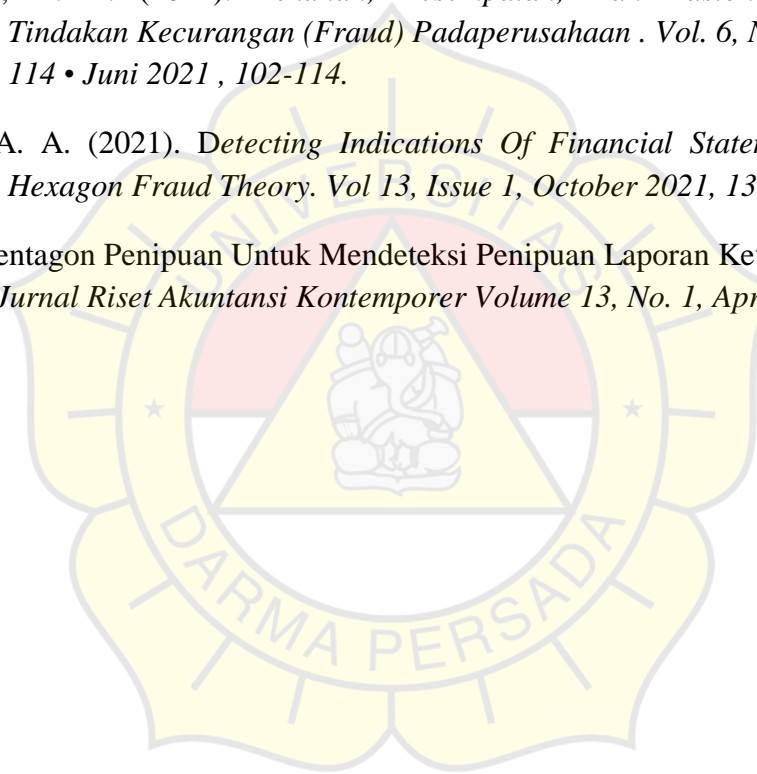 Tindakan Kecurangan (Fraud) Padaperusahaan . Vol. 6, N
114 • Juni 2021 , 102-114.
A. A. (2021). Detecting Indications Of Financial State
Hexagon Fraud Theory. Vol 13, Issue 1, October 2021, 13
entagon Penipuan Untuk Mendeteksi Penipuan Laporan Ke
Jurnal Riset Akuntansi Kontemporer Volume 13, No. 1, Apr
UNIVERSITAS
DARMA PERSADA